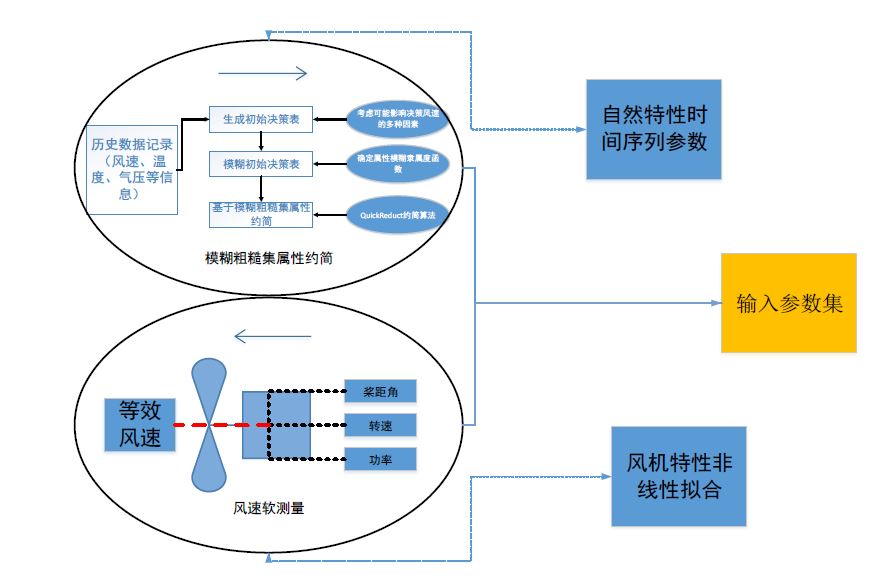 历史数据记录
（风速、温
度、气压等信
息）
生成初始决策表
模糊初始决策表
基于模糊粗糙集属性
约简
考虑可能影响决策风速
的多种因素
确定属性模糊隶属度函
数
QuickReduct约简算法
模糊粗糙集属性约简
自然特性时
间序列参数
输入参数集
等效
风速
桨距角
转速
功率
风速软测量
风机特性非
线性拟合